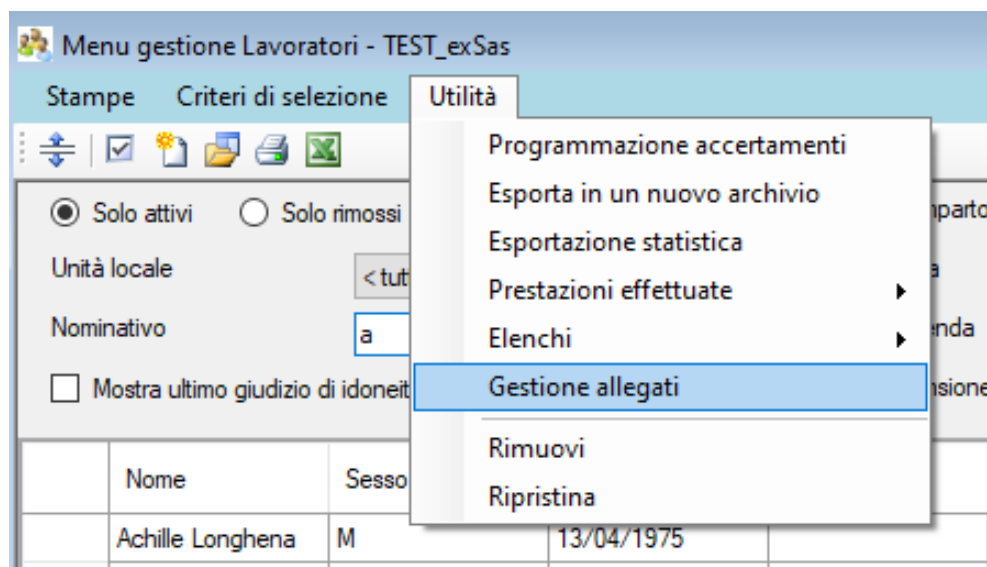 Menu gestione Lavoratori - TEST_exSas
Stampe Criteri di selezione Utilità
Programmazione accertamenti
Esporta in un nuovo archivio
Esportazione statistica
Prestazioni effettuate
Elenchi
Gestione allegati
Rimuovi
Ripristina
Solo attivi Solo rimossi
Unità locale <
Nominativo a
Mostra ultimo giudizio di
Nome Sesso
Achille Longhena M 13/04/1975